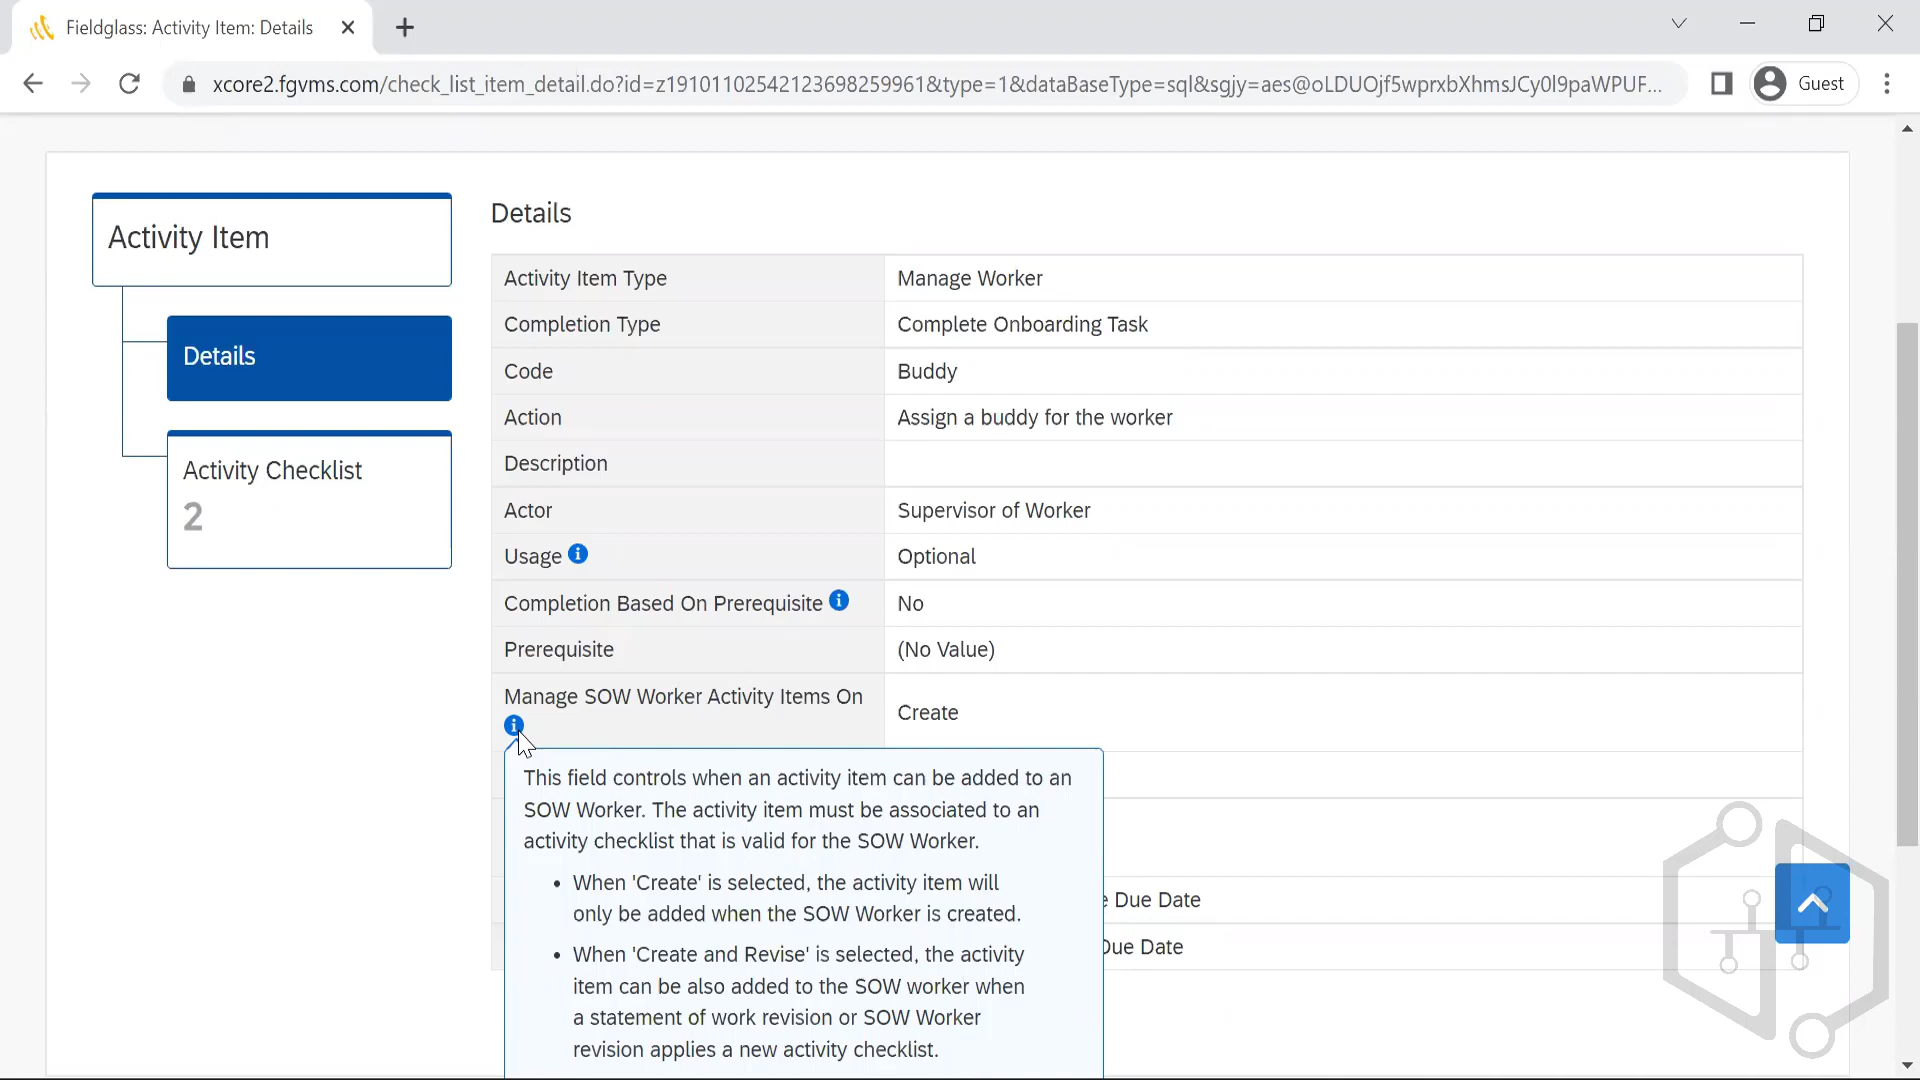 Fieldglass: Activity Item: Details
xcore2.fgvms.com/check_list_item_detail.do?id=z19101102542123698259961&type=1&dataBaseType=sql&sgjy=aes@oLDUOjf5wprxbXhmsJCy0l9paWPUF...
Guest
Activity Item
Details
Activity Checklist
2
Details
Activity Item Type Manage Worker
Completion Type Complete Onboarding Task
Code Buddy
Action Assign a buddy for the worker
Description
Actor Supervisor of Worker
Usage Optional
Completion Based On Prerequisite No
Prerequisite (No Value)
Manage SOW Worker Activity Items On Create
This field controls when an activity item can be added to an
SOW Worker. The activity item must be associated to an
activity checklist that is valid for the SOW Worker.
• When 'Create' is selected, the activity item will
only be added when the SOW Worker is created.
• When 'Create and Revise' is selected, the activity
item can be also added to the SOW worker when
a statement of work revision or SOW Worker
revision applies a new activity checklist.
Due Date
Due Date